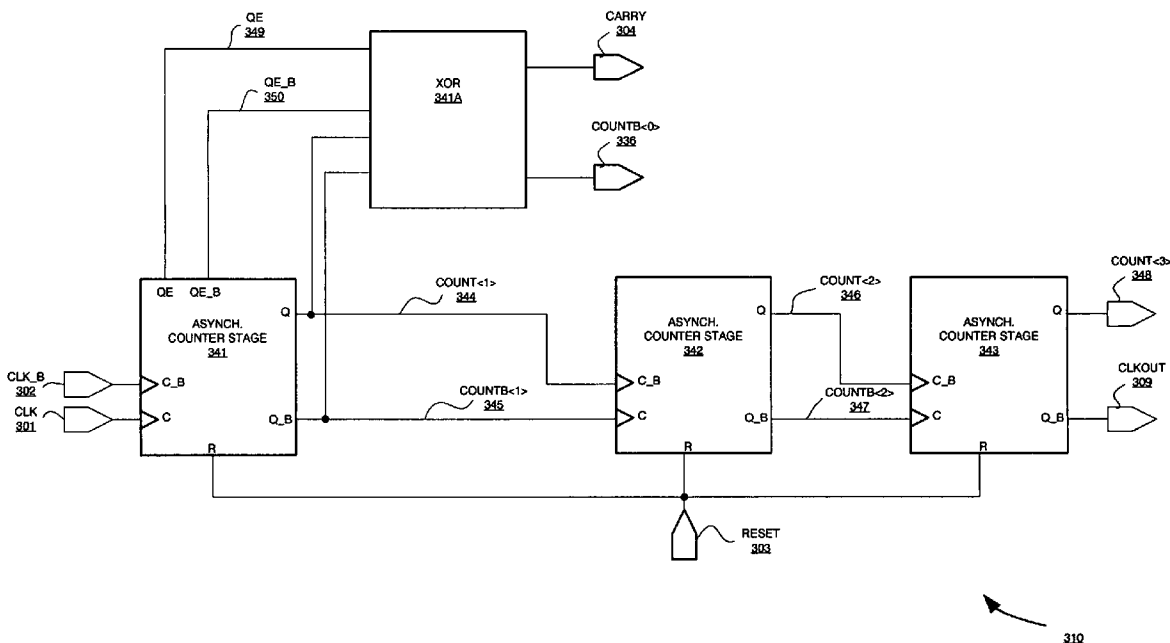 QE
349
QE_B
350
XOR
341A
CARRY
304
COUNTB<0>
336
QE
QE_B
Q
ASYNCH.
COUNTER STAGE
341
C_B
C
Q_B
R
CLK_B
302
CLK
301
COUNT<1>
344
COUNTB<1>
345
Q
ASYNCH.
COUNTER STAGE
342
C_B
C
Q_B
R
COUNT<2>
346
COUNTB<2>
347
Q
ASYNCH.
COUNTER STAGE
343
C_B
C
Q_B
R
COUNT<3>
348
CLKOUT
309
RESET
303
310